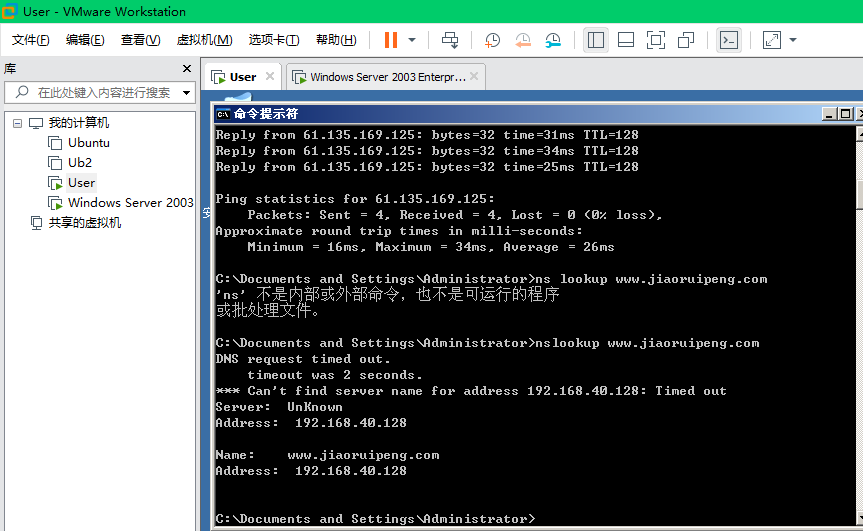 User - VMware Workstation
文件(F) 编辑(E) 查看(V) 虚拟机(M) 选项卡(T) 帮助(H)
库
在此处键入内容进行搜索
我的计算机
Ubuntu
Ub2
User
Windows Server 2003
共享的虚拟机
User
Windows Server 2003 Enterpr...
C:\ 命令提示符
Reply from 61.135.169.125: bytes=32 time=31ms TTL=128
Reply from 61.135.169.125: bytes=32 time=34ms TTL=128
Reply from 61.135.169.125: bytes=32 time=25ms TTL=128
Ping statistics for 61.135.169.125:
Packets: Sent = 4, Received = 4, Lost = 0 (0% loss),
Approximate round trip times in milli-seconds:
Minimum = 16ms, Maximum = 34ms, Average = 26ms
C:\Documents and Settings\Administrator>ns lookup www.jiaoruipeng.com
'ns' 不是内部或外部命令，也不是可运行的程序
或批处理文件。
C:\Documents and Settings\Administrator>nslookup www.jiaoruipeng.com
DNS request timed out.
timeout was 2 seconds.
*** Can't find server name for address 192.168.40.128: Timed out
Server: UnKnown
Address: 192.168.40.128
Name: www.jiaoruipeng.com
Address: 192.168.40.128
C:\Documents and Settings\Administrator>